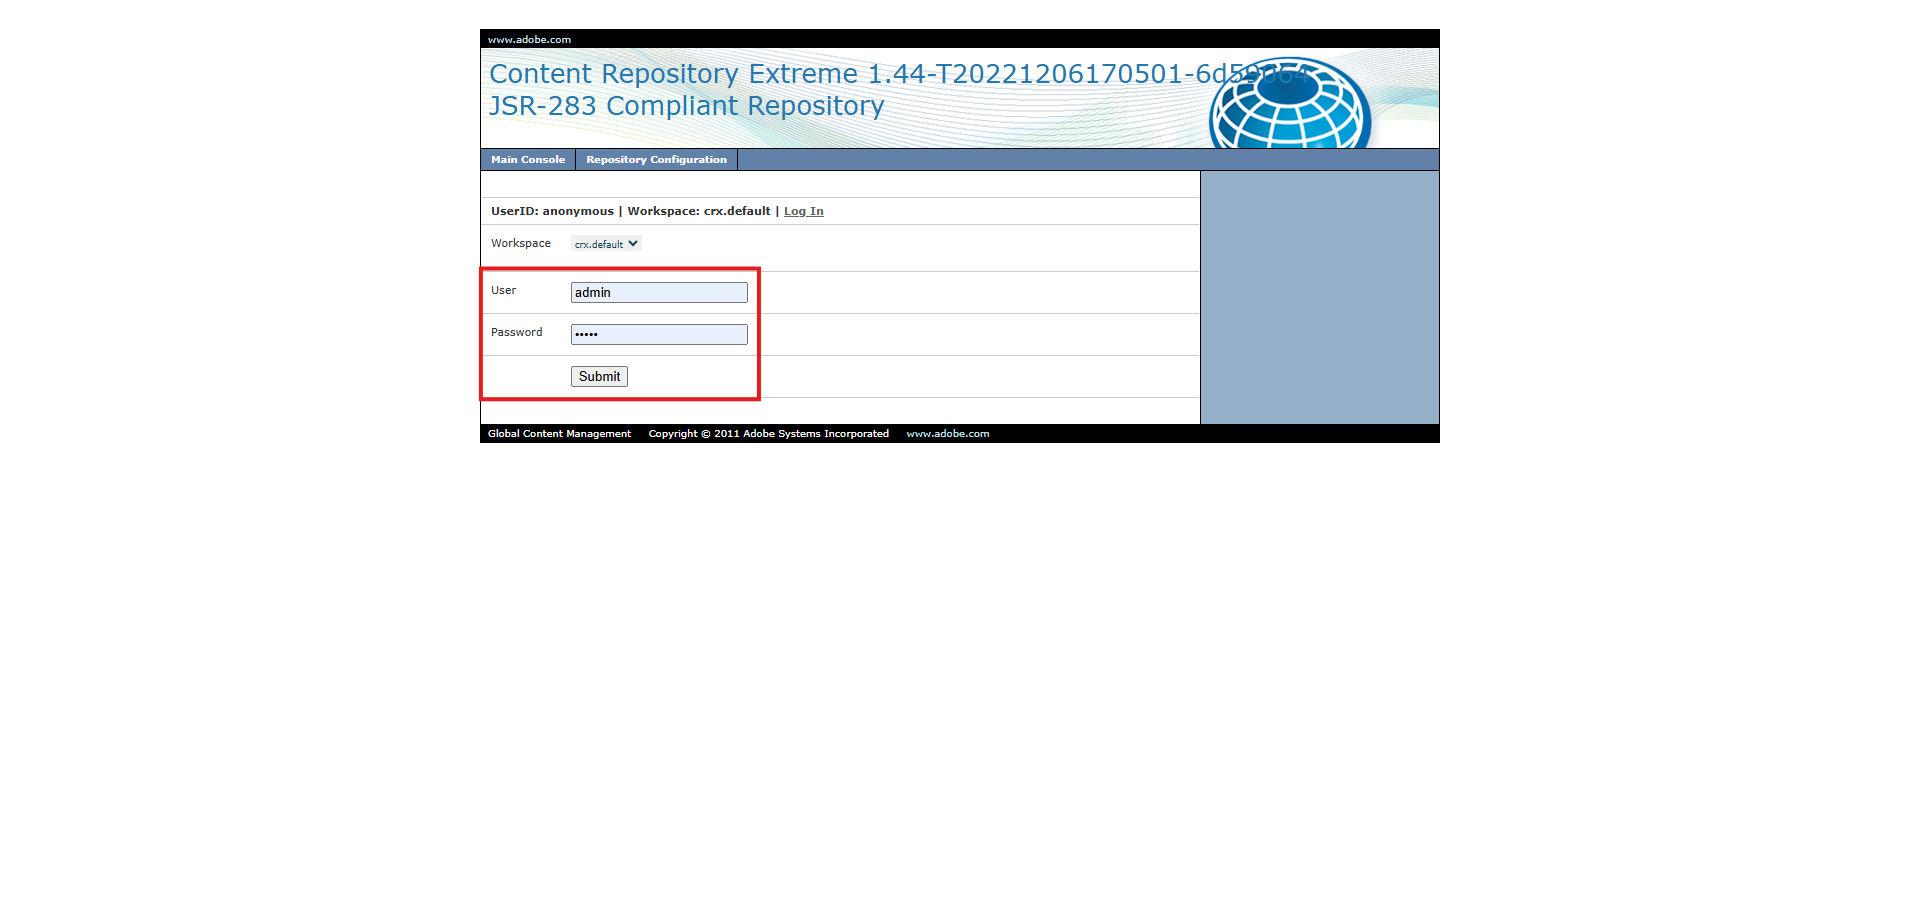 www.adobe.com
Content Repository Extreme 1.44-T20221206170501-6d59064
JSR-283 Compliant Repository
Main Console Repository Configuration
UserID: anonymous | Workspace: crx.default | Log In
Workspace crx.default
User admin
Password •••••
Submit
Global Content Management Copyright © 2011 Adobe Systems Incorporated www.adobe.com